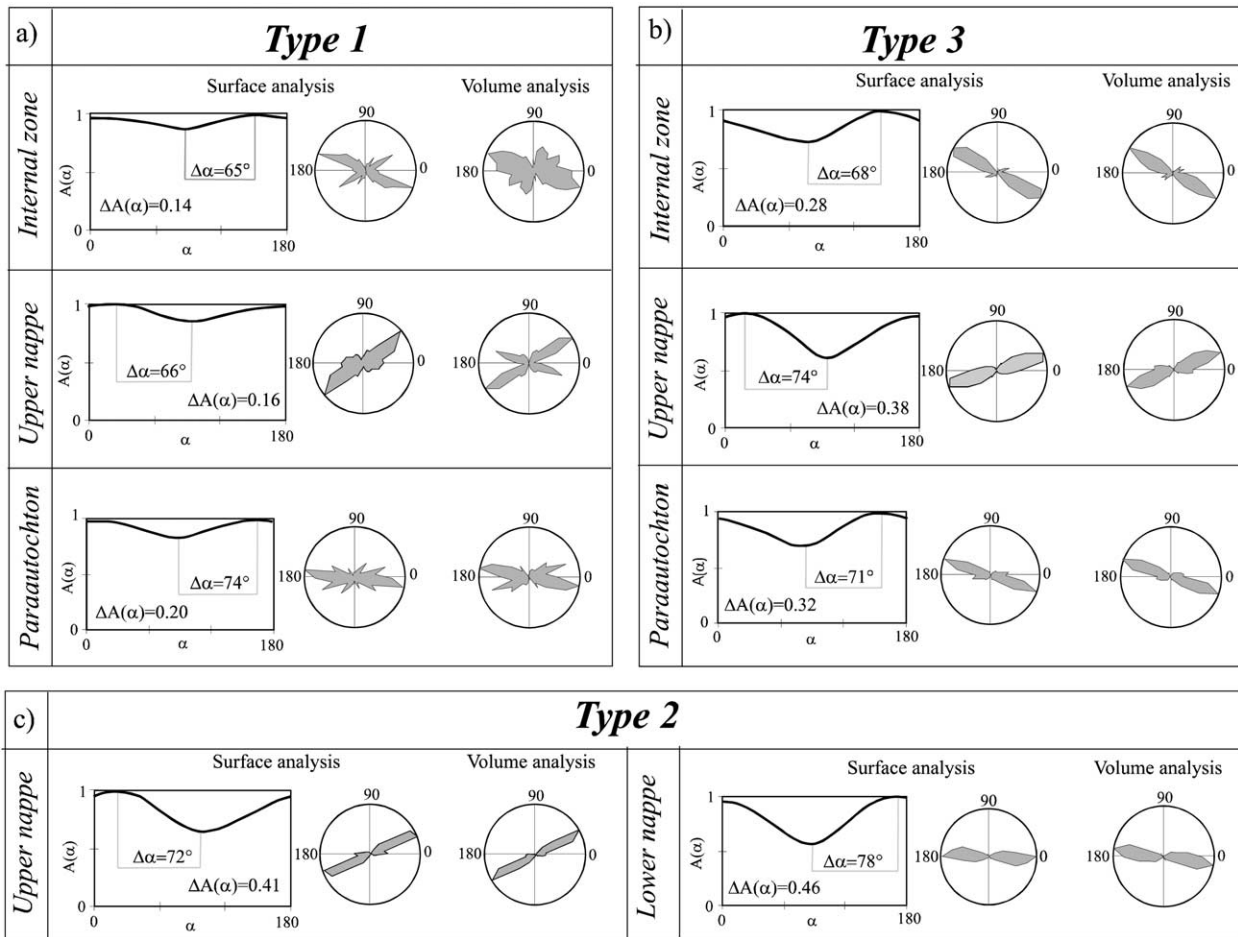 a)
Type 1
Internal zone
Surface analysis
Volume analysis
1
A(α)
0
0
α
180
Δα=65°
ΔA(α)=0.14
90
180
0
180
0
Upper nappe
1
A(α)
0
0
180
Δα=66°
ΔA(α)=0.16
90
180
0
180
0
Paraautochton
1
A(α)
0
0
α
180
Δα=74°
ΔA(α)=0.20
90
180
0
180
0
b)
Type 3
Internal zone
Surface analysis
Volume analysis
1
A(α)
0
0
α
180
Δα=68°
ΔA(α)=0.28
90
180
0
90
180
0
Upper nappe
1
A(α)
0
0
180
Δα=74°
ΔA(α)=0.38
90
180
0
90
180
0
Paraautochton
1
A(α)
0
0
α
180
Δα=71°
ΔA(α)=0.32
90
180
0
90
180
0
c)
Type 2
Upper nappe
Surface analysis
Volume analysis
1
A(α)
0
0
α
180
Δα=72°
ΔA(α)=0.41
90
180
0
90
180
0
Lower nappe
Surface analysis
Volume analysis
1
A(α)
0
0
α
180
Δα=78°
ΔA(α)=0.46
90
180
0
90
180
0